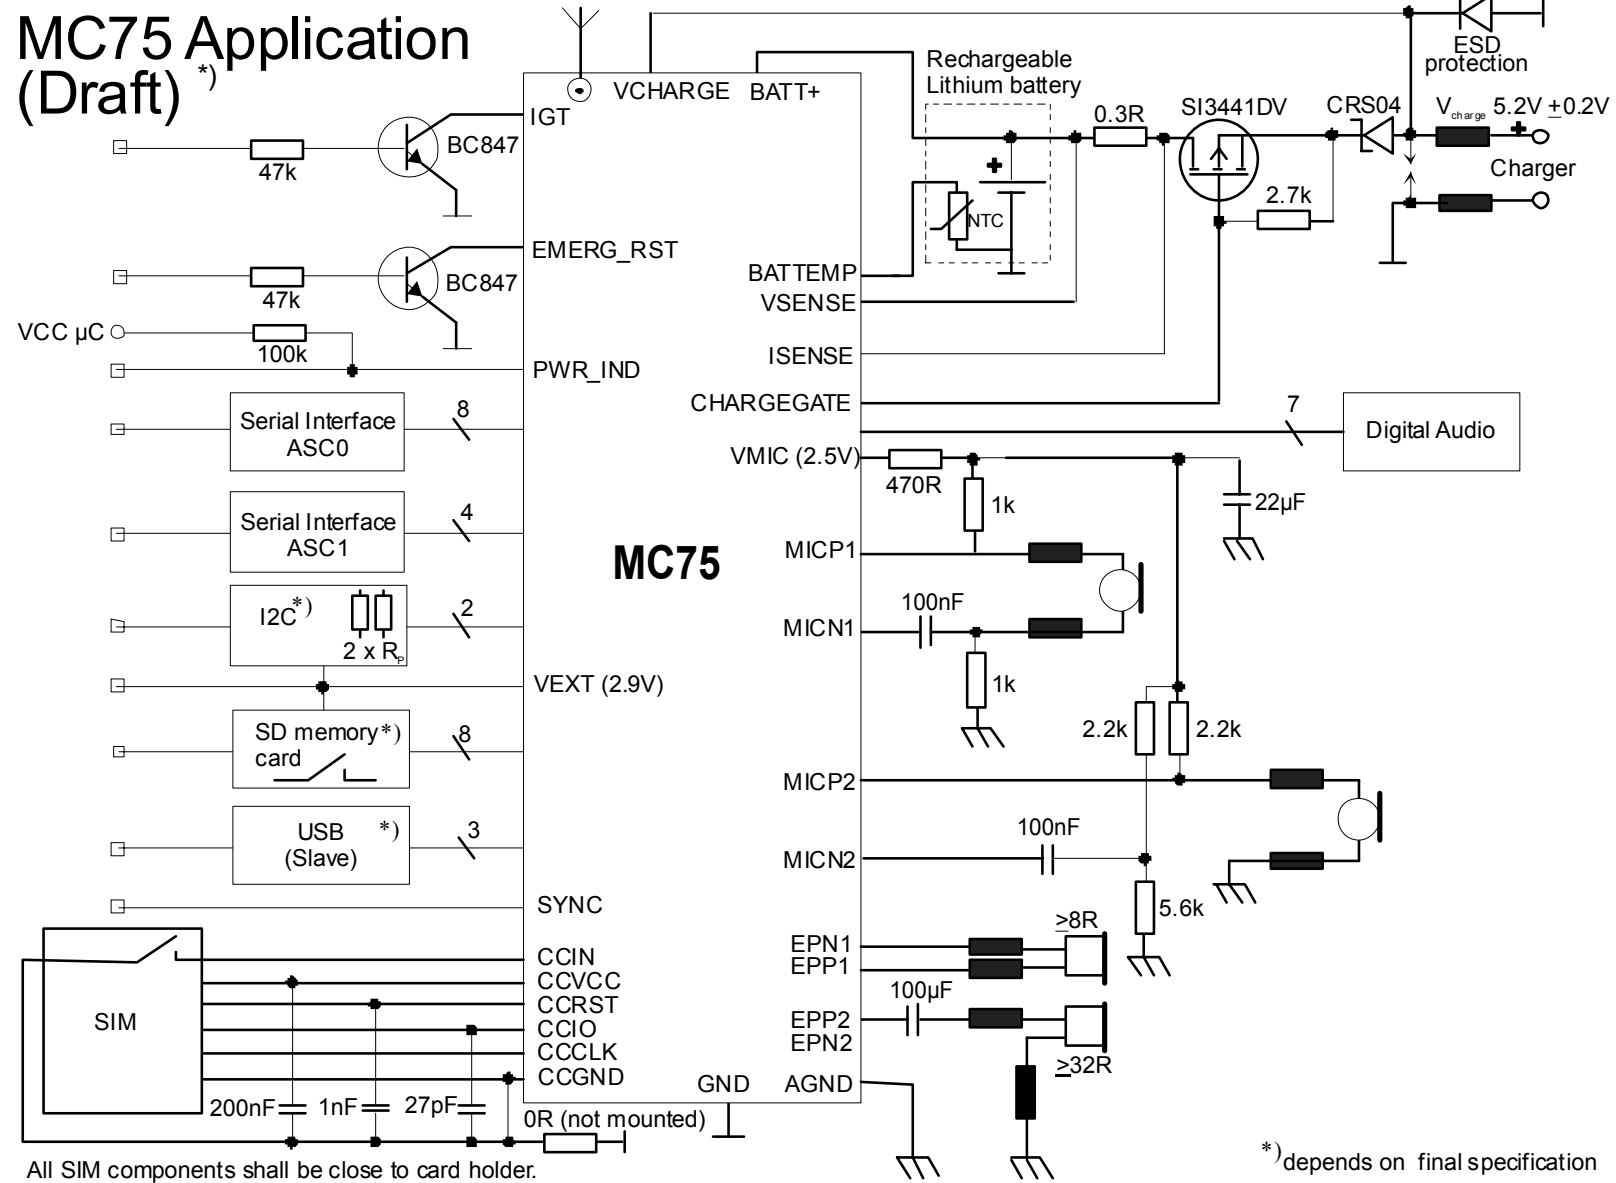 MC75 Application
(Draft) *)
VCHARGE
BATT+
IGT
BC847
47k
EMERG_RST
BC847
47k
VCC µC
100k
PWR_IND
Serial Interface
ASC0
8
Serial Interface
ASC1
4
I2C*)
2 x RP
2
VEXT (2.9V)
SD memory*)
card
8
USB *)
(Slave)
3
SYNC
SIM
CCIN
CCVCC
CCRST
CCIO
CCCLK
CCGND
200nF
1nF
27pF
0R (not mounted)
All SIM components shall be close to card holder.
MC75
Rechargeable
Lithium battery
+
NTC
0.3R
SI3441DV
CRS04
2.7k
ESD
protection
Vcharge 5.2V ±0.2V
+
Charger
BATTEMP
VSENSE
ISENSE
CHARGEGATE
7
Digital Audio
VMIC (2.5V)
470R
1k
22µF
MICP1
100nF
MICN1
1k
2.2k
2.2k
MICP2
100nF
MICN2
5.6k
EPN1
EPP1
≥8R
100µF
EPP2
EPN2
≥32R
GND
AGND
*) depends on final specification